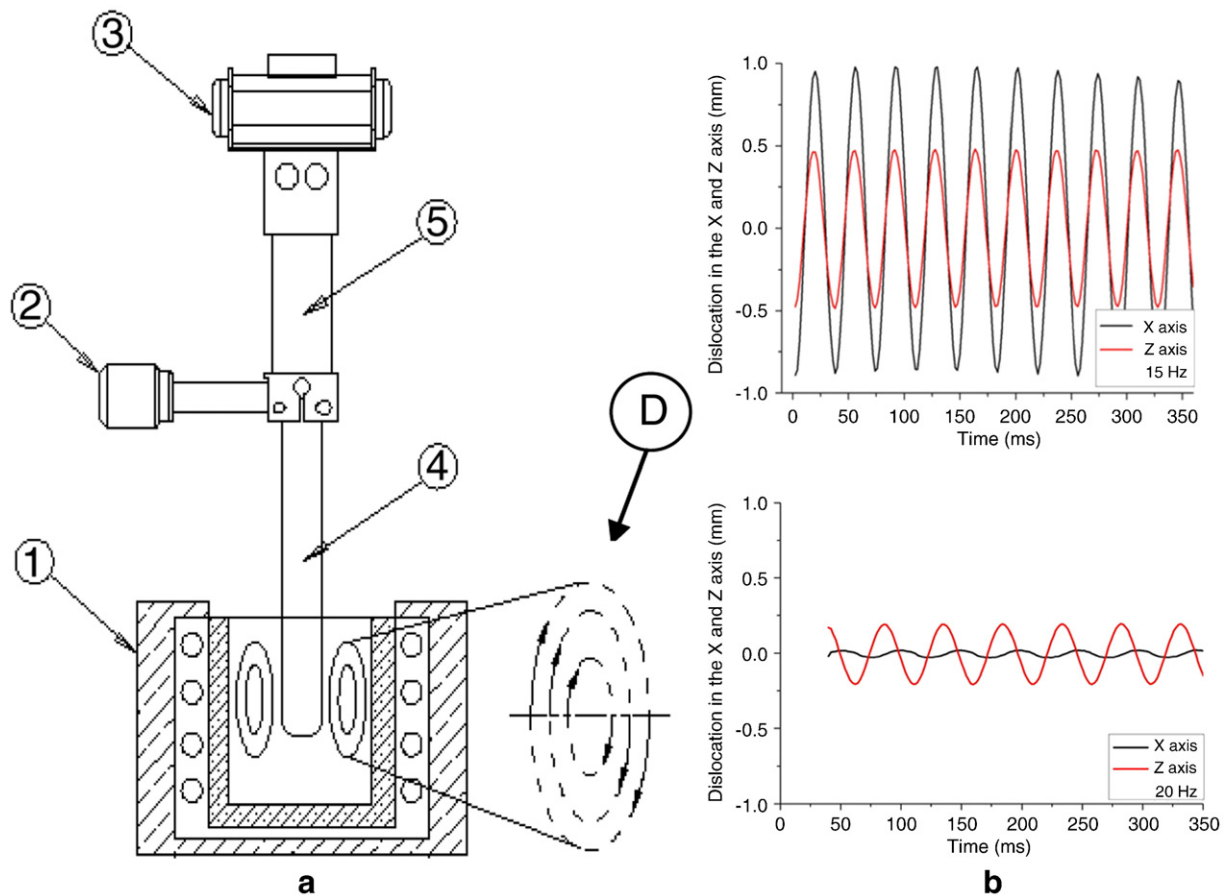 3
5
2
D
4
1
a
Dislocation in the X and Z axis (mm)
1.0
0.5
0.0
-0.5
-1.0
X axis
Z axis
15 Hz
0 50 100 150 200 250 300 350
Time (ms)
Dislocation in the X and Z axis (mm)
1.0
0.5
0.0
-0.5
-1.0
X axis
Z axis
20 Hz
0 50 100 150 200 250 300 350
Time (ms)
b